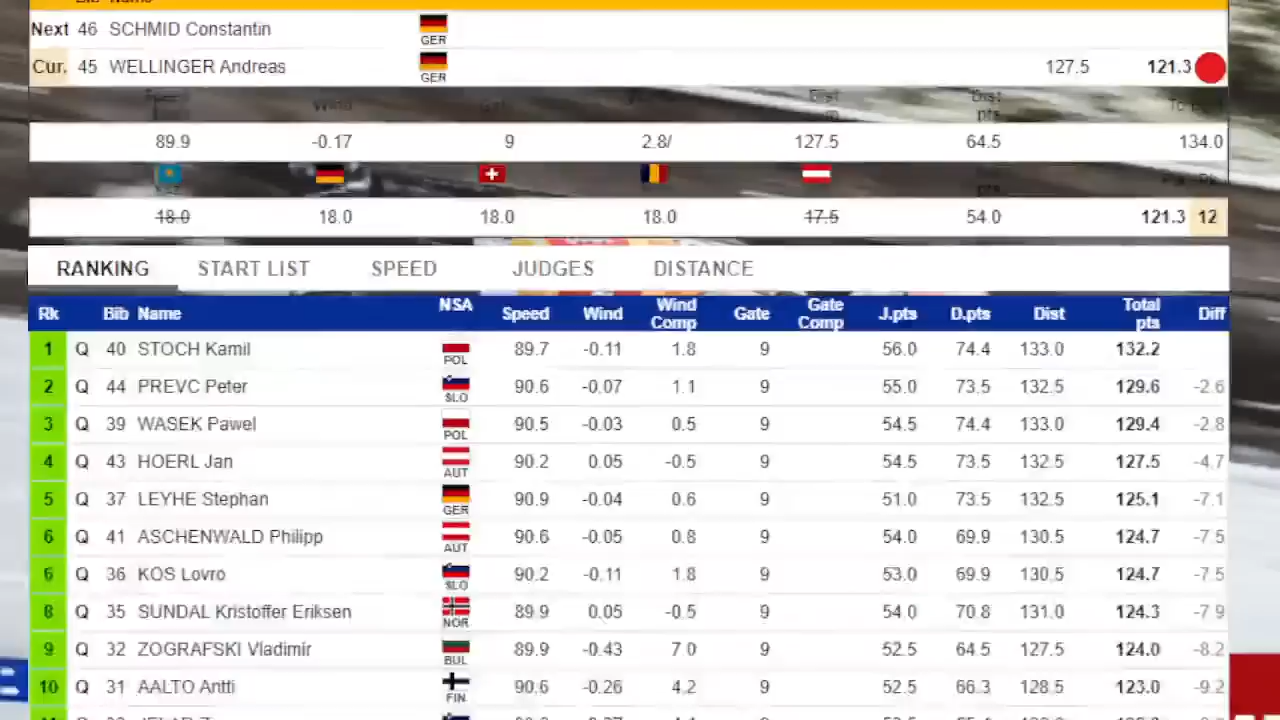 Next 46 SCHMID Constantin GER
Cur. 45 WELLINGER Andreas GER 127.5 121.3
89.9 -0.17 9 2.8/ 127.5 64.5 134.0
18.0 18.0 18.0 18.0 17.5 54.0 121.3 12
RANKING START LIST SPEED JUDGES DISTANCE
Rk Bib Name NSA Speed Wind Wind Comp Gate Gate Comp J.pts D.pts Dist Total pts Diff
1 Q 40 STOCH Kamil POL 89.7 -0.11 1.8 9 56.0 74.4 133.0 132.2
2 Q 44 PREVC Peter SLO 90.6 -0.07 1.1 9 55.0 73.5 132.5 129.6 -2.6
3 Q 39 WASEK Pawel POL 90.5 -0.03 0.5 9 54.5 74.4 133.0 129.4 -2.8
4 Q 43 HOERL Jan AUT 90.2 0.05 -0.5 9 54.5 73.5 132.5 127.5 -4.7
5 Q 37 LEYHE Stephan GER 90.9 -0.04 0.6 9 51.0 73.5 132.5 125.1 -7.1
6 Q 41 ASCHENWALD Philipp AUT 90.6 -0.05 0.8 9 54.0 69.9 130.5 124.7 -7.5
6 Q 36 KOS Lovro SLO 90.2 -0.11 1.8 9 53.0 69.9 130.5 124.7 -7.5
8 Q 35 SUNDAL Kristoffer Eriksen NOR 89.9 0.05 -0.5 9 54.0 70.8 131.0 124.3 -7.9
9 Q 32 ZOGRAFSKI Vladimir BUL 89.9 -0.43 7.0 9 52.5 64.5 127.5 124.0 -8.2
10 Q 31 AALTO Antti FIN 90.6 -0.26 4.2 9 52.5 66.3 128.5 123.0 -9.2